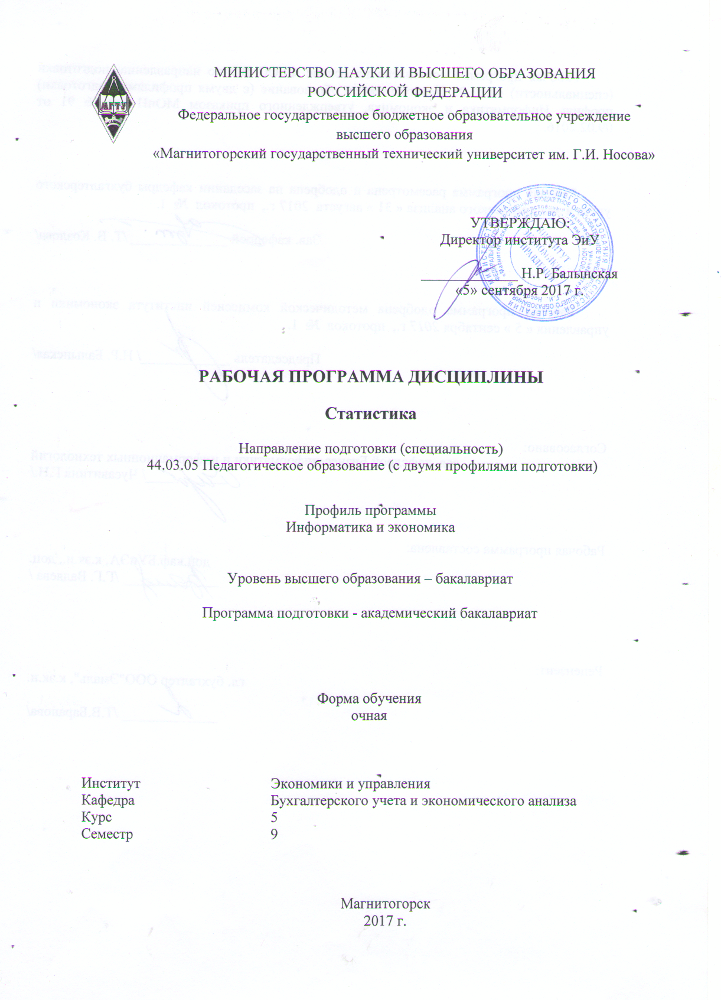 МИНИСТЕРСТВО НАУКИ И ВЫСШЕГО ОБРАЗОВАНИЯ
РОССИЙСКОЙ ФЕДЕРАЦИИ
Федеральное государственное бюджетное образовательное учреждение
высшего образования
«Магнитогорский государственный технический университет им. Г.И. Носова»
МГТУ
УТВЕРЖДАЮ:
Директор института ЭиУ
Н.Р. Балынская
«5» сентября 2017 г.
РАБОЧАЯ ПРОГРАММА ДИСЦИПЛИНЫ
Статистика
Направление подготовки (специальность)
44.03.05 Педагогическое образование (с двумя профилями подготовки)
Профиль программы
Информатика и экономика
Уровень высшего образования – бакалавриат
Программа подготовки - академический бакалавриат
Форма обучения
очная
Институт Экономики и управления
Кафедра Бухгалтерского учета и экономического анализа
Курс 5
Семестр 9
Магнитогорск
2017 г.